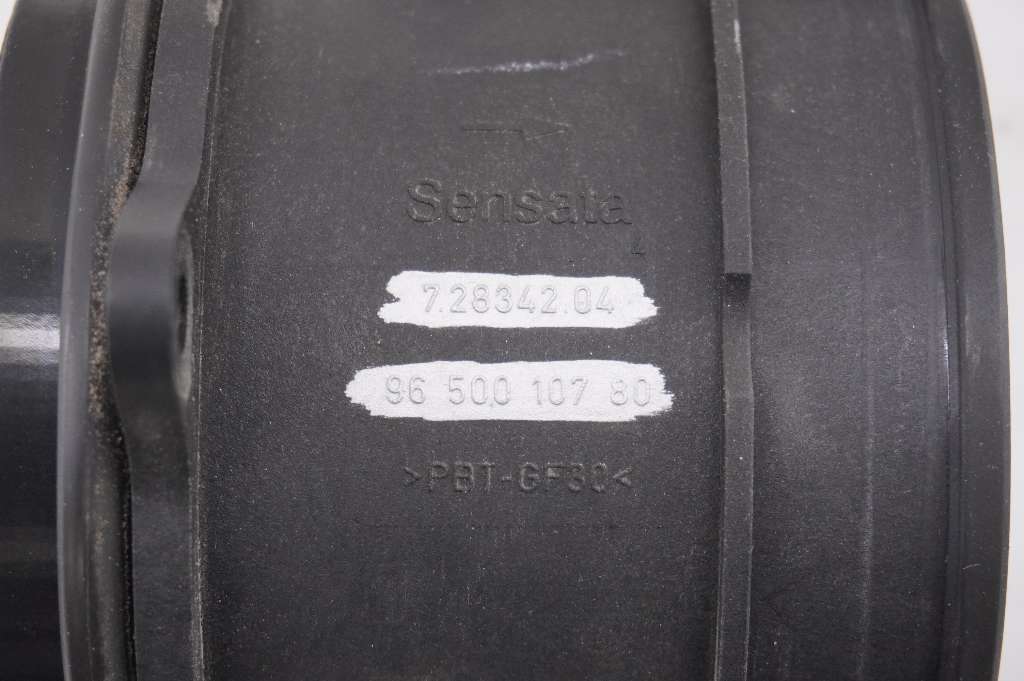 Sensata
7.28342.04
96 500 107 80
>PBT-GF30<